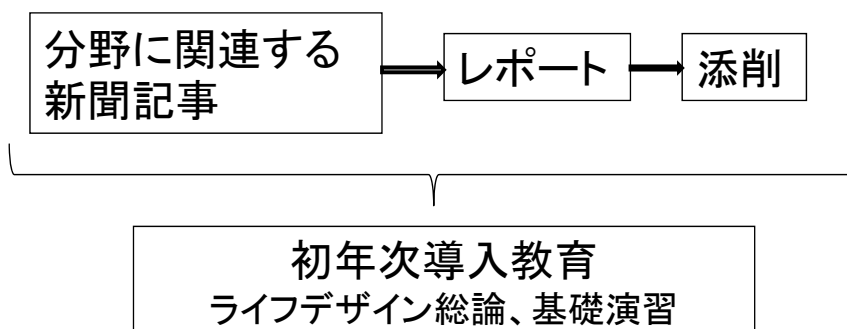 分野に関連する
新聞記事
レポート
添削
初年次導入教育
ライフデザイン総論、基礎演習